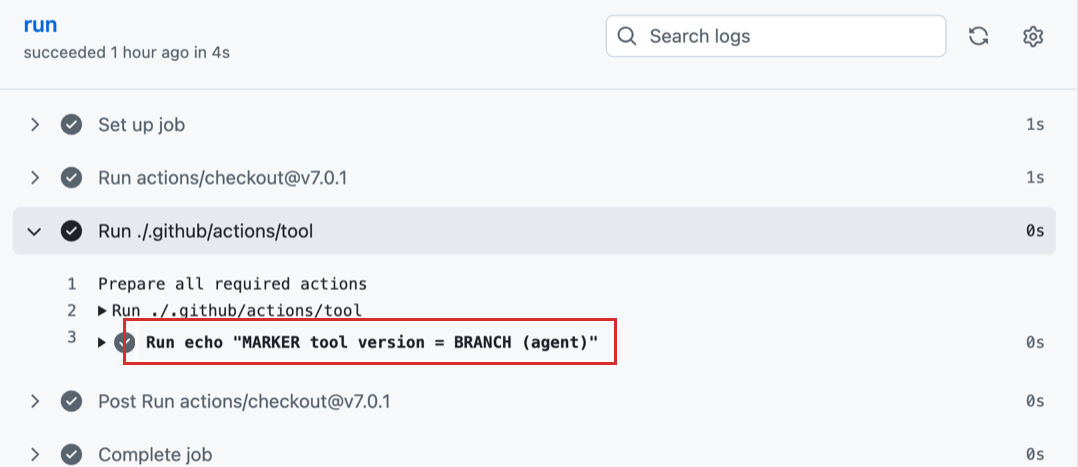 run
succeeded 1 hour ago in 4s
Search logs
Set up job 1s
Run actions/checkout@v7.0.1 1s
Run ./.github/actions/tool 0s
1 Prepare all required actions
2 Run ./.github/actions/tool
3 Run echo "MARKER tool version = BRANCH (agent)" 0s
Post Run actions/checkout@v7.0.1 0s
Complete job 0s